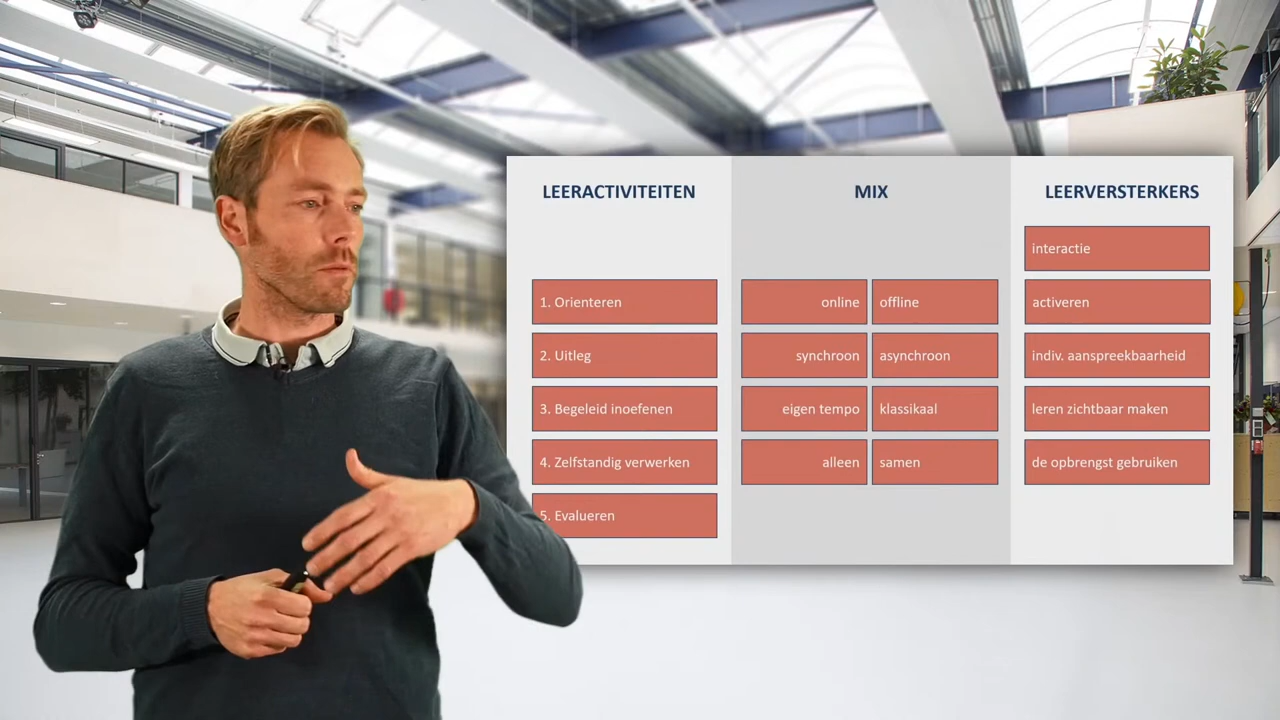 LEERACTIVITEITEN
MIX
LEERVERSTERKERS
interactie
1. Orienteren
online
offline
activeren
2. Uitleg
synchroon
asynchroon
indiv. aanspreekbaarheid
3. Begeleid inoefenen
eigen tempo
klassikaal
leren zichtbaar maken
4. Zelfstandig verwerken
alleen
samen
de opbrengst gebruiken
5. Evalueren